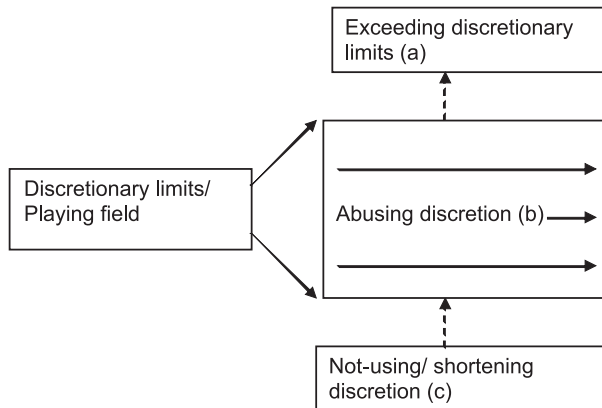 Exceeding discretionary
limits (a)
Discretionary limits/
Playing field
Abusing discretion (b)
Not-using/ shortening
discretion (c)